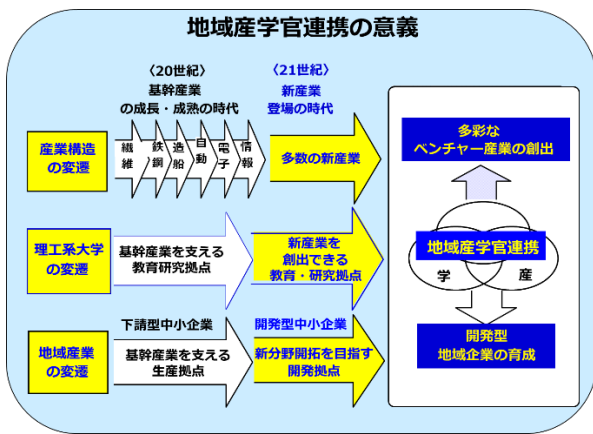 地域産学官連携の意義
〈20世紀〉
基幹産業
の成長・成熟の時代
〈21世紀〉
新産業
登場の時代
産業構造
の変遷
繊維
鉄鋼
造船
自動
電子
情報
多数の新産業
理工系大学
の変遷
基幹産業を支える
教育研究拠点
新産業を
創出できる
教育・研究拠点
地域産業
の変遷
下請型中小企業
基幹産業を支える
生産拠点
開発型中小企業
新分野開拓を目指す
開発拠点
多彩な
ベンチャー産業の創出
地域産学官連携
学
産
開発型
地域企業の育成